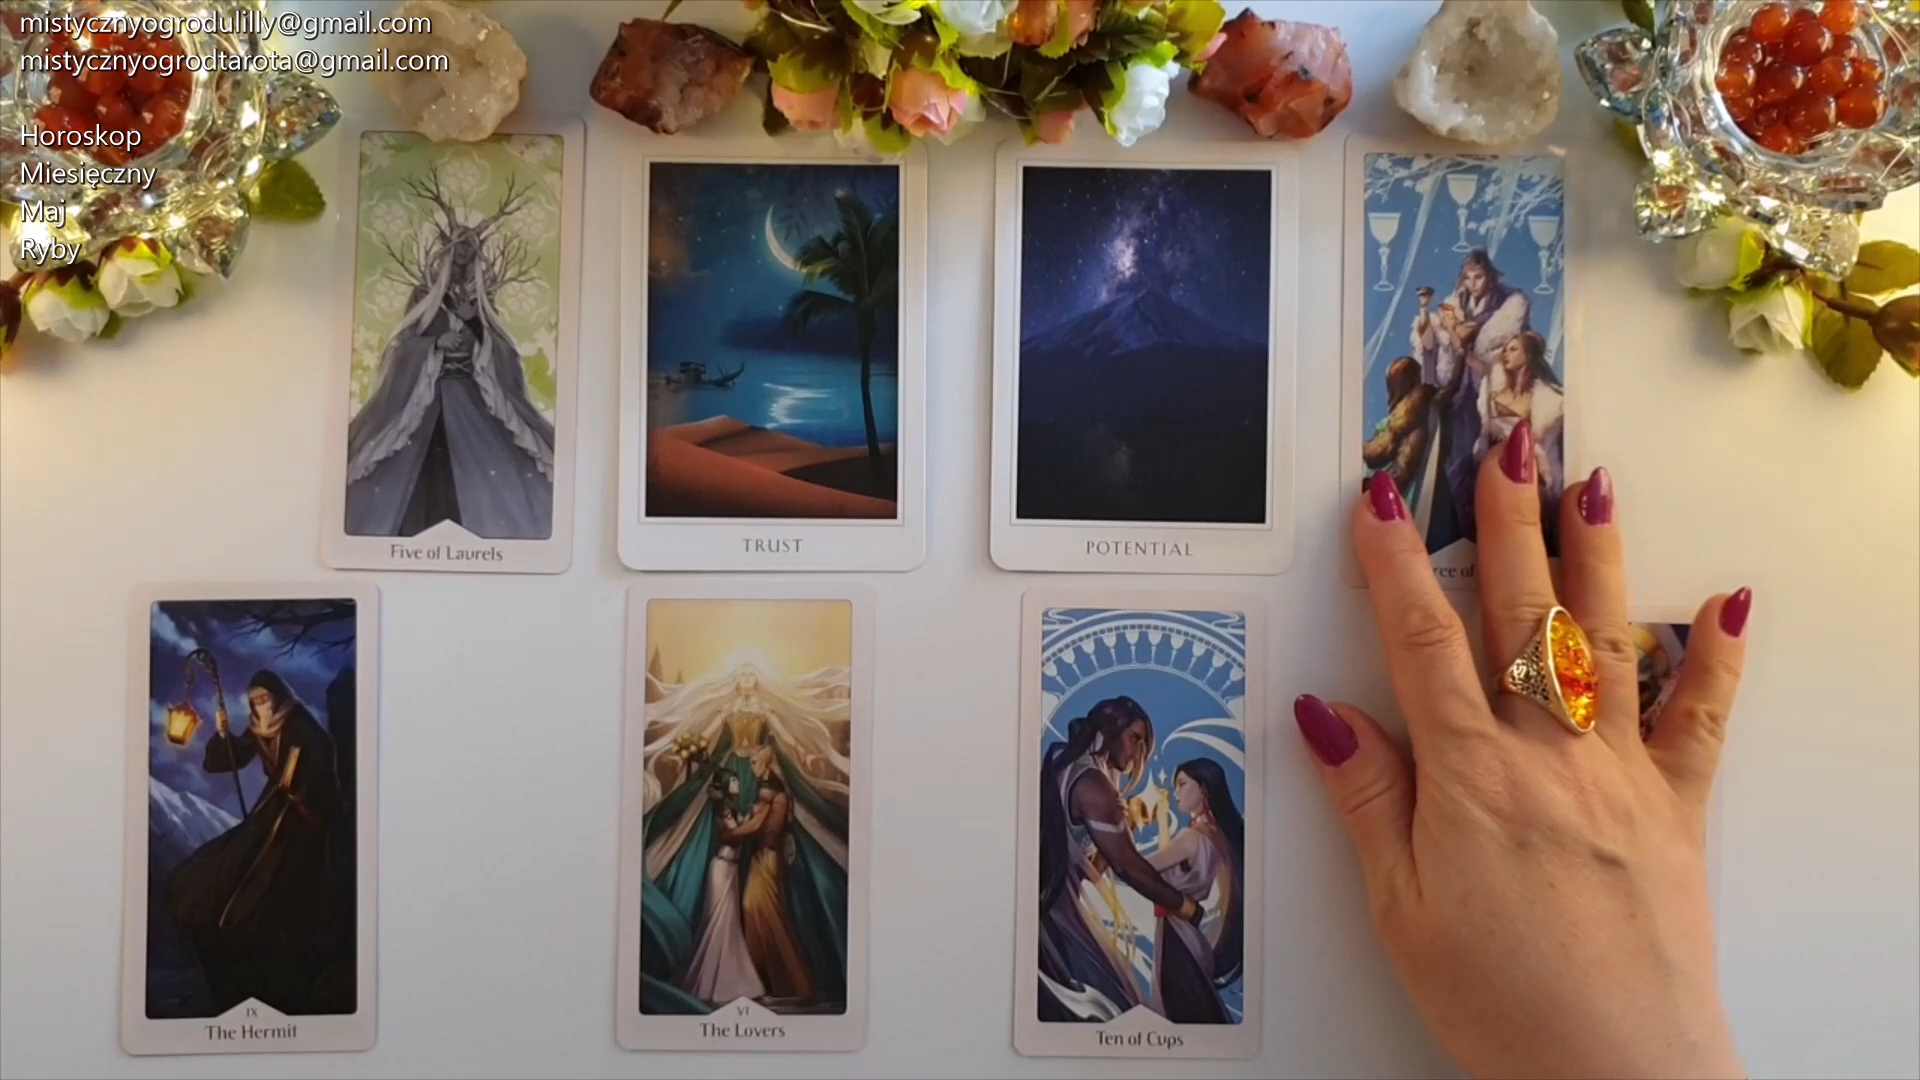 mistycznyogrodulilly@gmail.com
mistycznyogrodtarota@gmail.com
Horoskop
Miesięczny
Maj
Ryby
Five of Laurels
TRUST
POTENTIAL
of
IX
The Hermit
VI
The Lovers
Ten of Cups